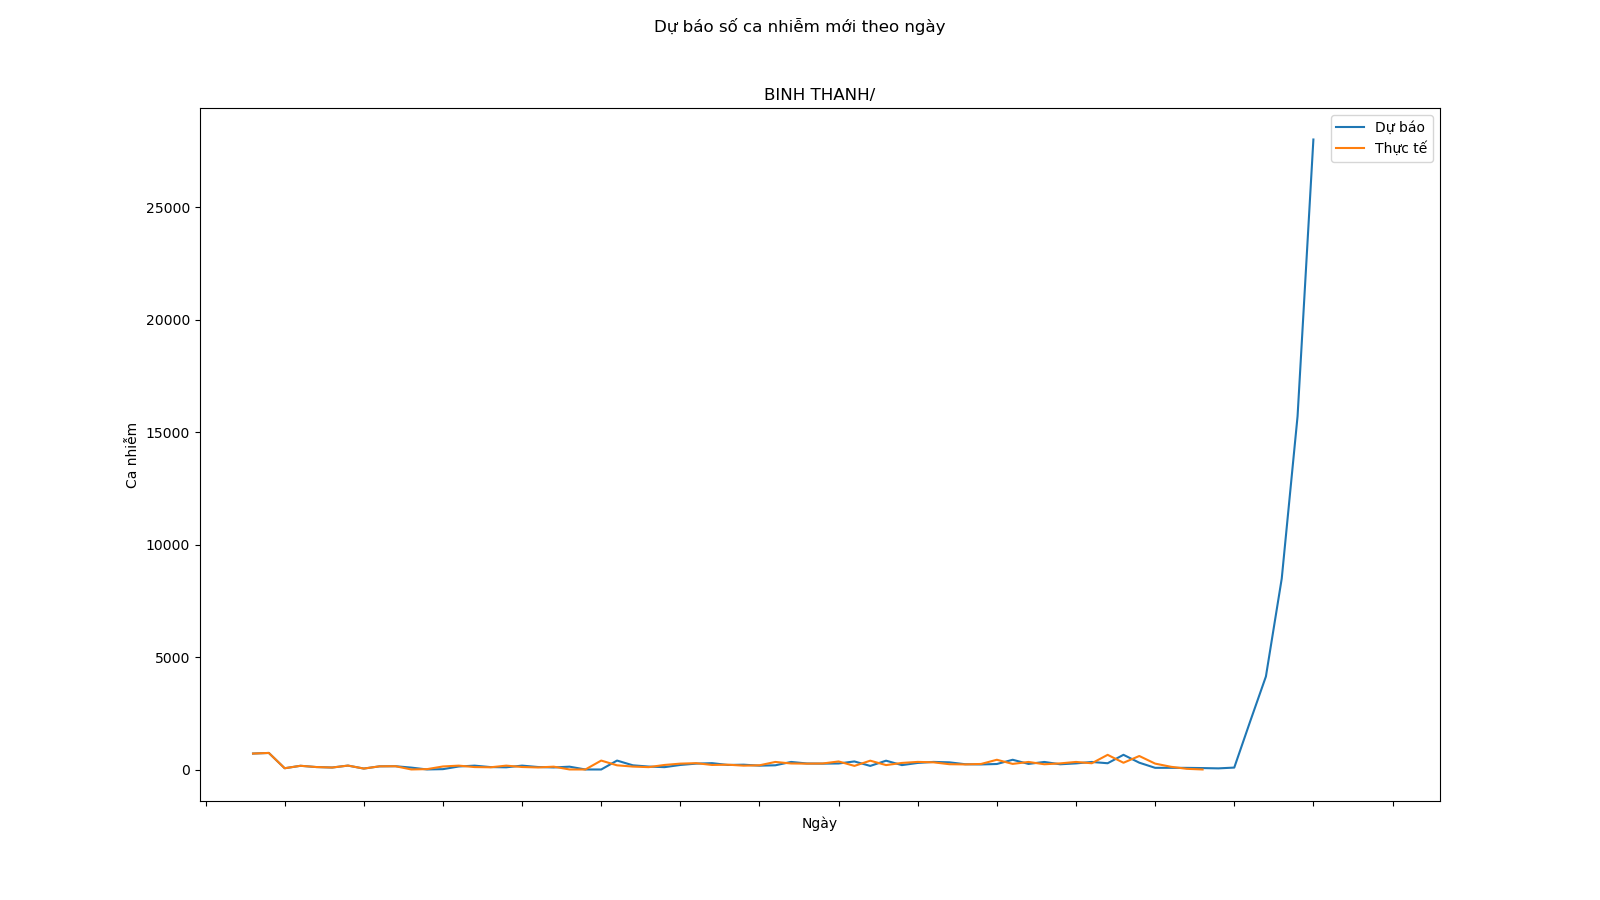 Dự báo số ca nhiễm mới theo ngày
BINH THANH/
Dự báo
Thực tế
25000
20000
15000
10000
5000
0
Ca nhiễm
Ngày